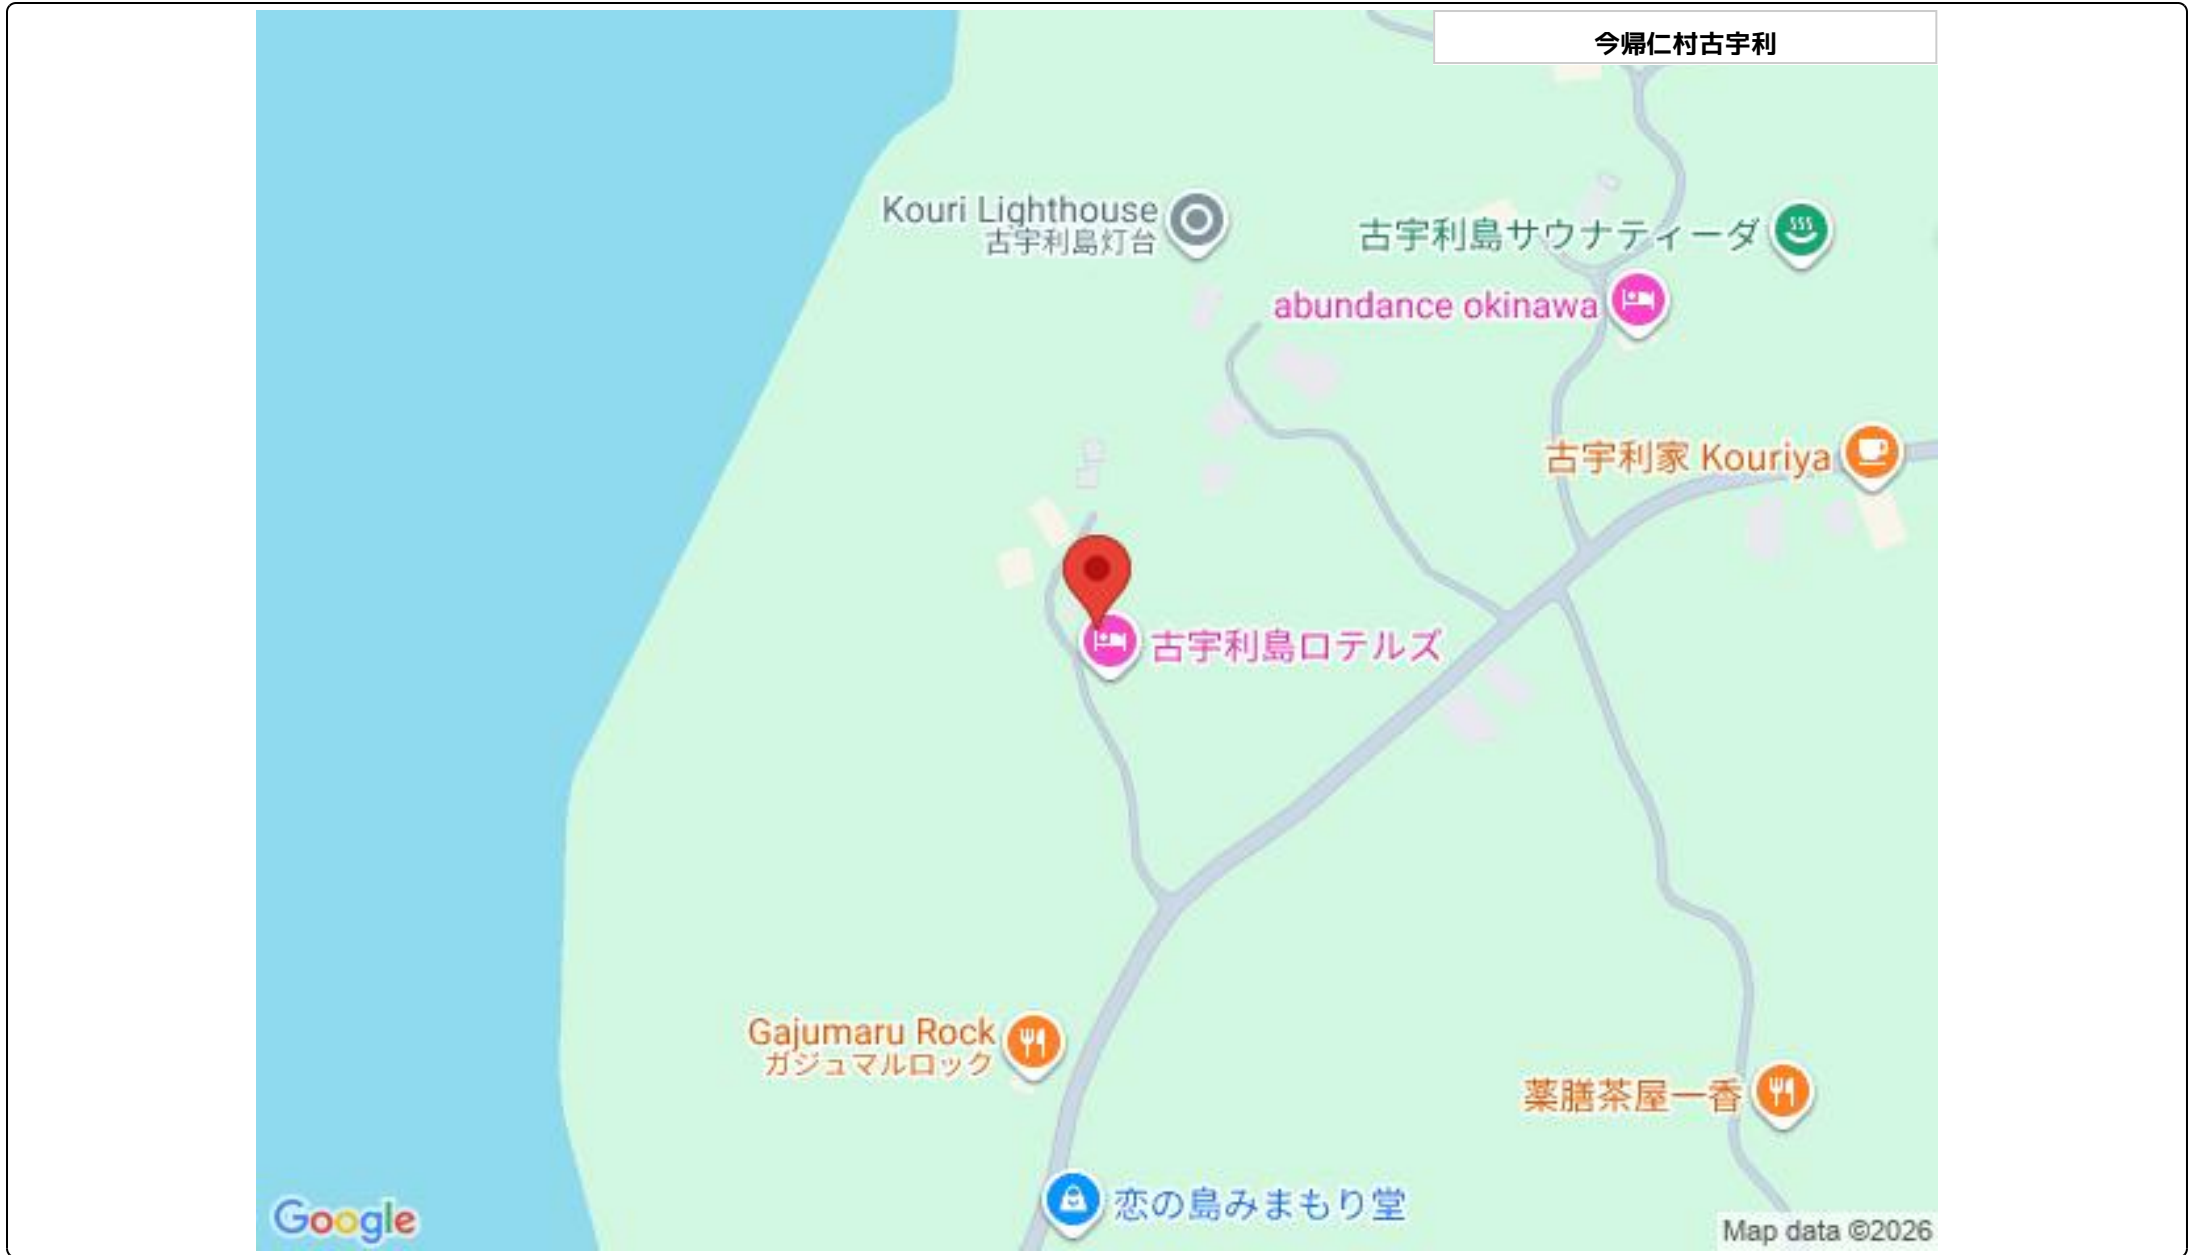 今帰仁村古宇利
Kouri Lighthouse
古宇利島灯台
古宇利島サウナティーダ
abundance okinawa
古宇利家 Kouriya
古宇利島ロテルズ
Gajumaru Rock
ガジュマルロック
薬膳茶屋一香
恋の島みまもり堂
Google
Map data ©2026